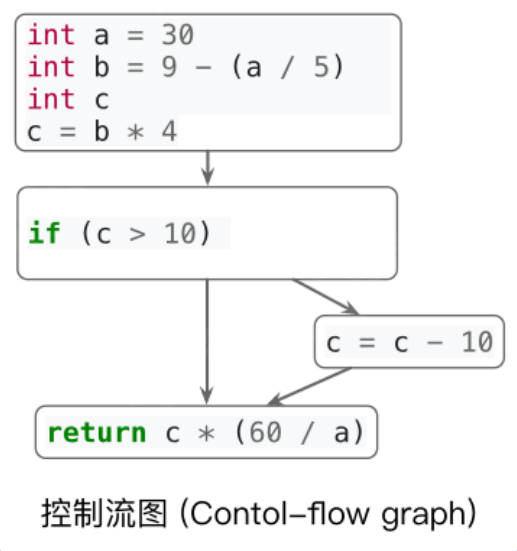 int a = 30
int b = 9 - (a / 5)
int c
c = b * 4
if (c > 10)
c = c - 10
return c * (60 / a)
控制流图 (Contol-flow graph)